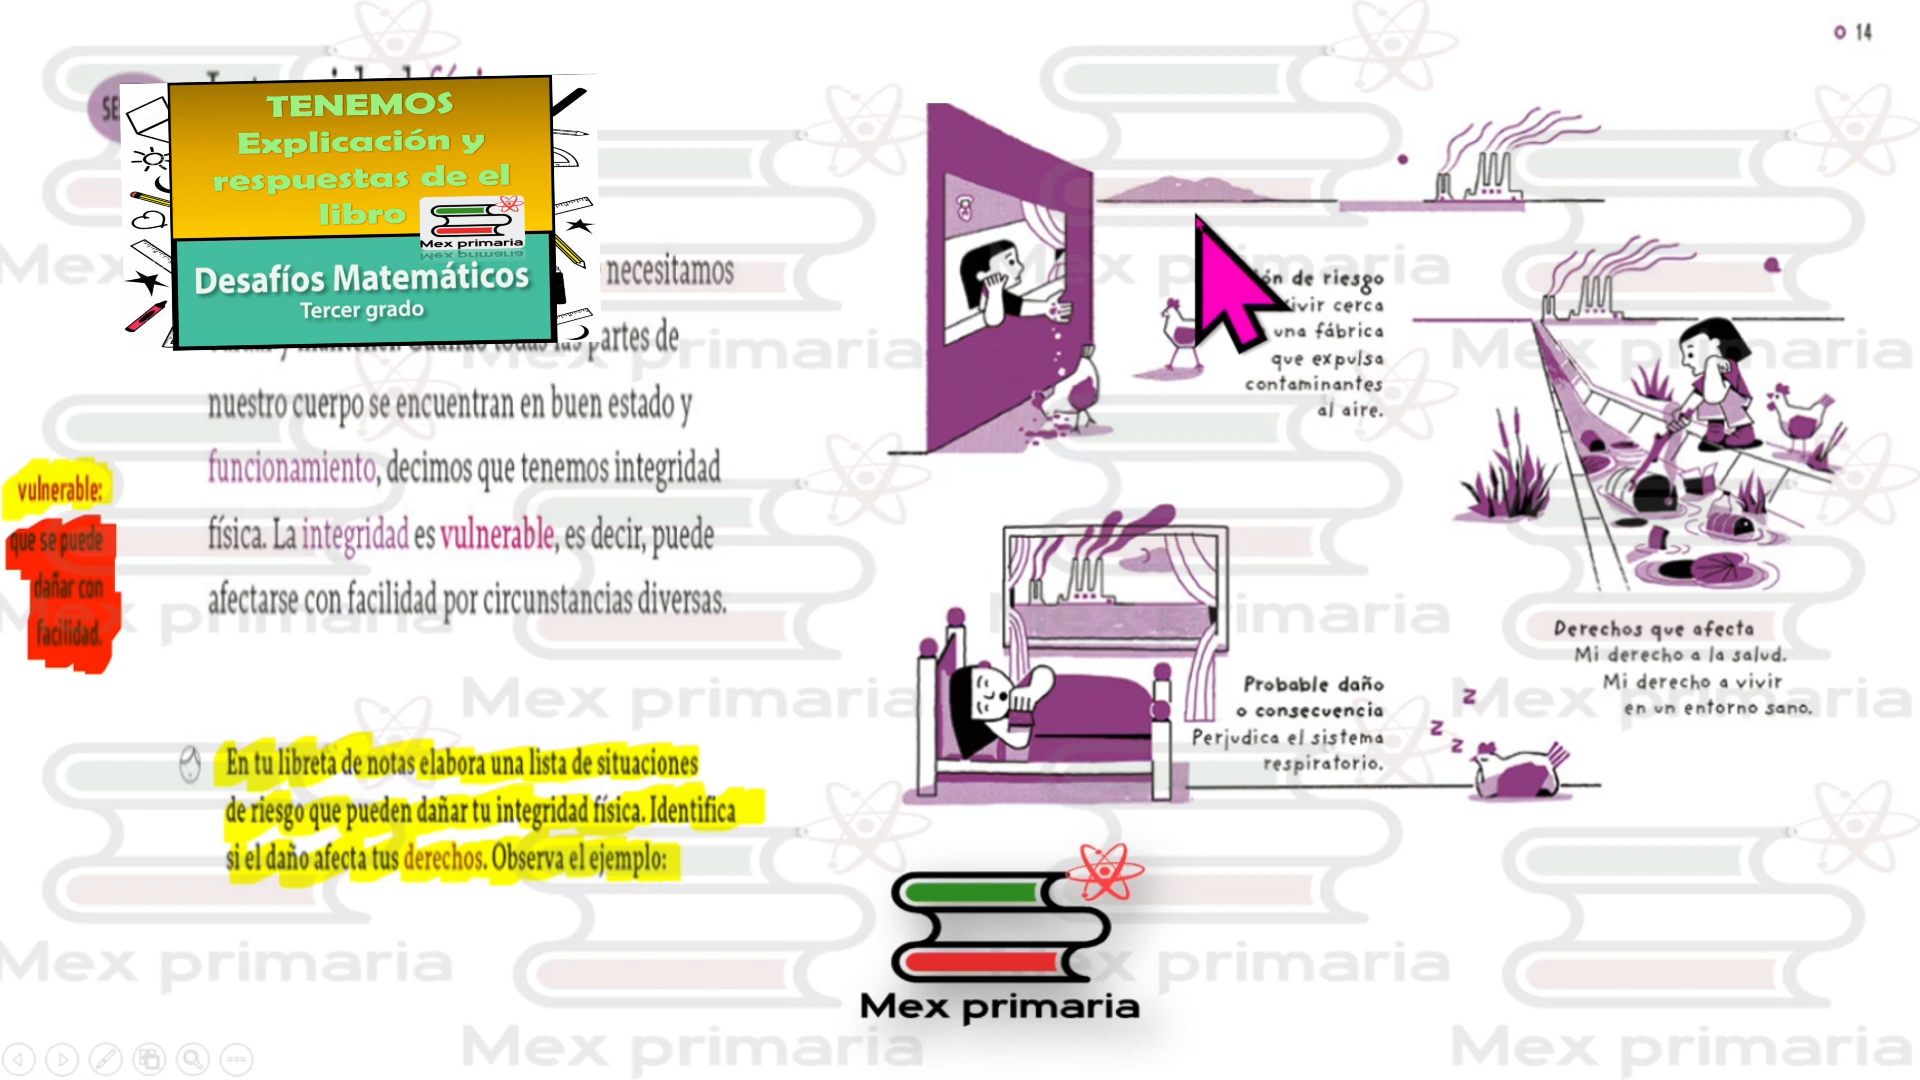 14
TENEMOS
Explicación y
respuestas de el
libro
Mex primaria
Desafíos Matemáticos
Tercer grado
necesitamos
partes de
nuestro cuerpo se encuentran en buen estado y
funcionamiento, decimos que tenemos integridad
física. La integridad es vulnerable, es decir, puede
afectarse con facilidad por circunstancias diversas.
vulnerable:
que se puede
dañar con
facilidad.
En tu libreta de notas elabora una lista de situaciones
de riesgo que pueden dañar tu integridad física. Identifica
si el daño afecta tus derechos. Observa el ejemplo:
de riesgo
cerca
una fábrica
que expulsa
contaminantes
al aire.
Probable daño
o consecuencia
Perjudica el sistema
respiratorio.
z
z
z
Derechos que afecta
Mi derecho a la salud.
Mi derecho a vivir
en un entorno sano.
Mex primaria